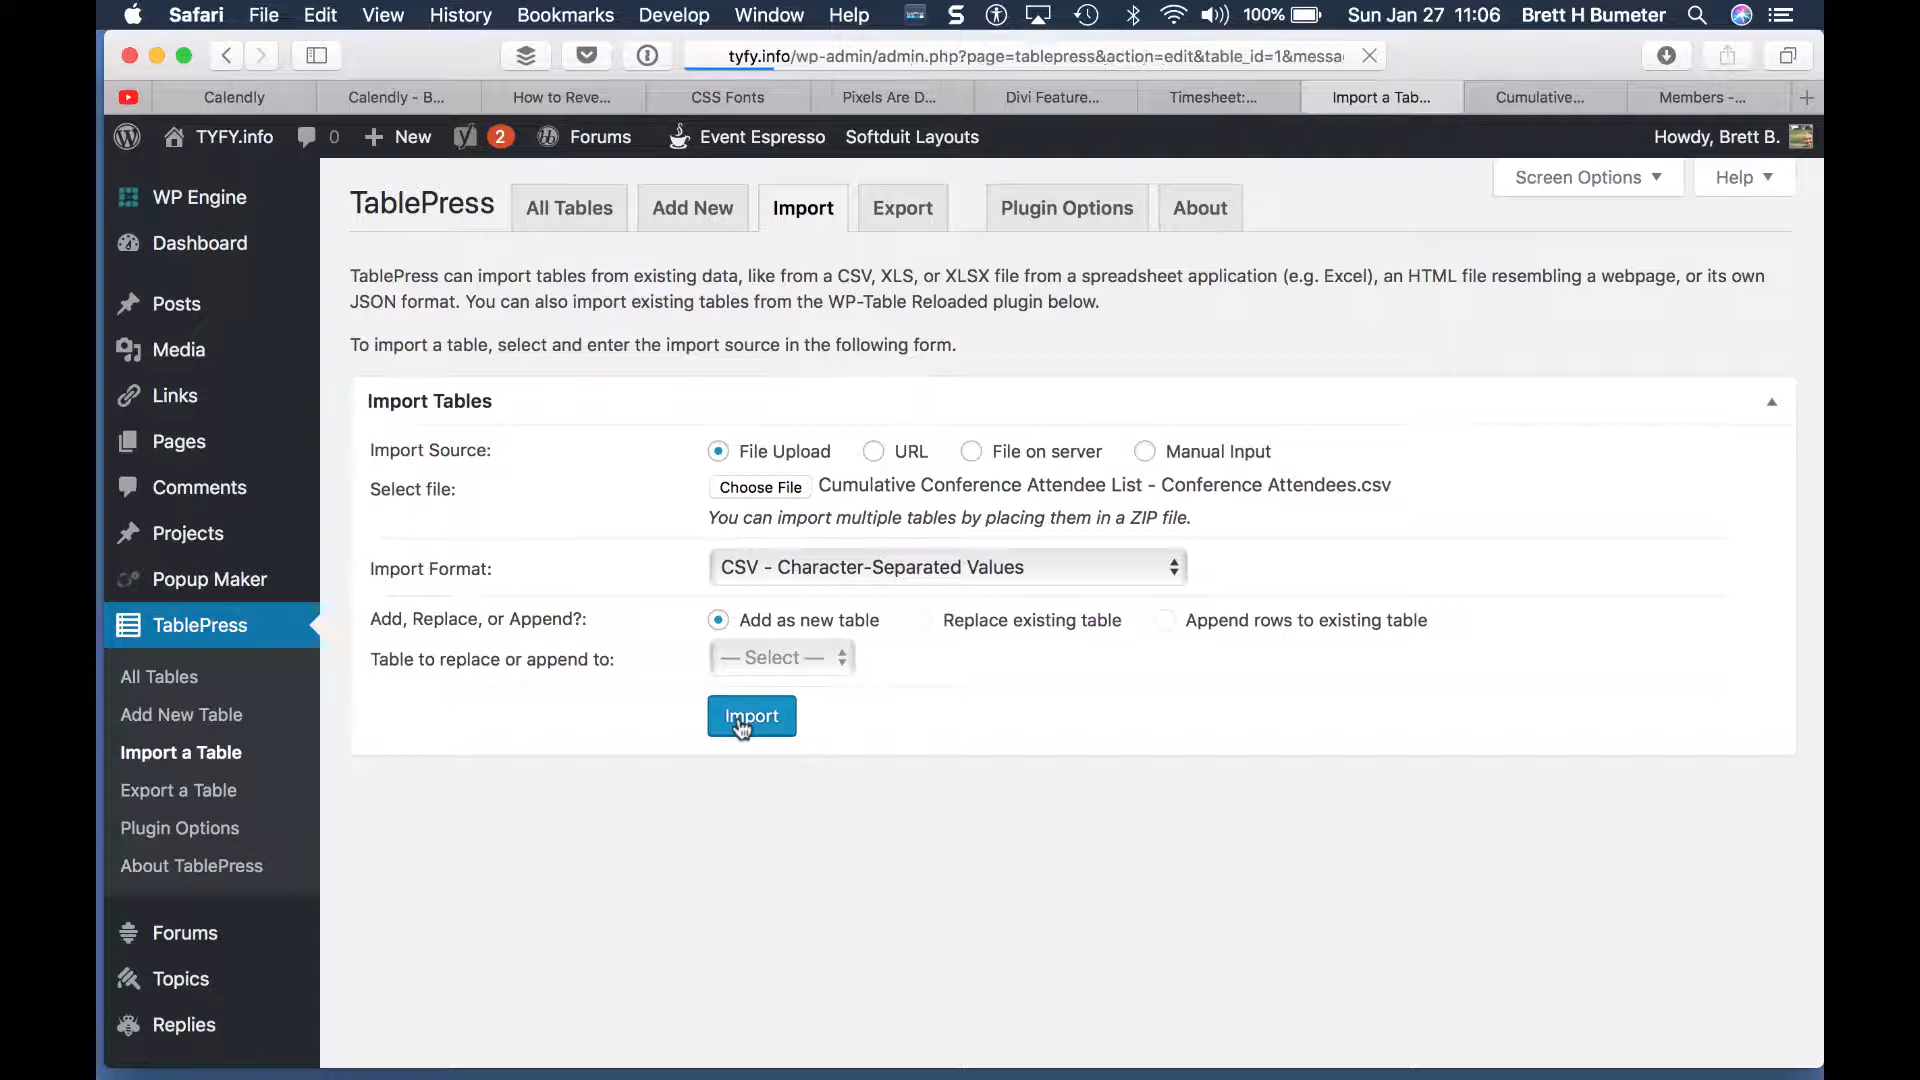 Safari File Edit View History Bookmarks Develop Window Help 100% Sun Jan 27 11:06 Brett H Bumeter
tyfy.info/wp-admin/admin.php?page=tablepress&action=edit&table_id=1&messa
Calendly Calendly - B... How to Reve... CSS Fonts Pixels Are D... Divi Feature... Timesheet:... Import a Tab... Cumulative... Members -...
TYFY.info 0 New 2 Forums Event Espresso Softduit Layouts Howdy, Brett B.
Screen Options Help
WP Engine
Dashboard
Posts
Media
Links
Pages
Comments
Projects
Popup Maker
TablePress
All Tables
Add New Table
Import a Table
Export a Table
Plugin Options
About TablePress
Forums
Topics
Replies
TablePress All Tables Add New Import Export Plugin Options About
TablePress can import tables from existing data, like from a CSV, XLS, or XLSX file from a spreadsheet application (e.g. Excel), an HTML file resembling a webpage, or its own
JSON format. You can also import existing tables from the WP-Table Reloaded plugin below.
To import a table, select and enter the import source in the following form.
Import Tables
Import Source: File Upload URL File on server Manual Input
Select file: Choose File Cumulative Conference Attendee List - Conference Attendees.csv
You can import multiple tables by placing them in a ZIP file.
Import Format: CSV - Character-Separated Values
Add, Replace, or Append?: Add as new table Replace existing table Append rows to existing table
Table to replace or append to: — Select —
Import